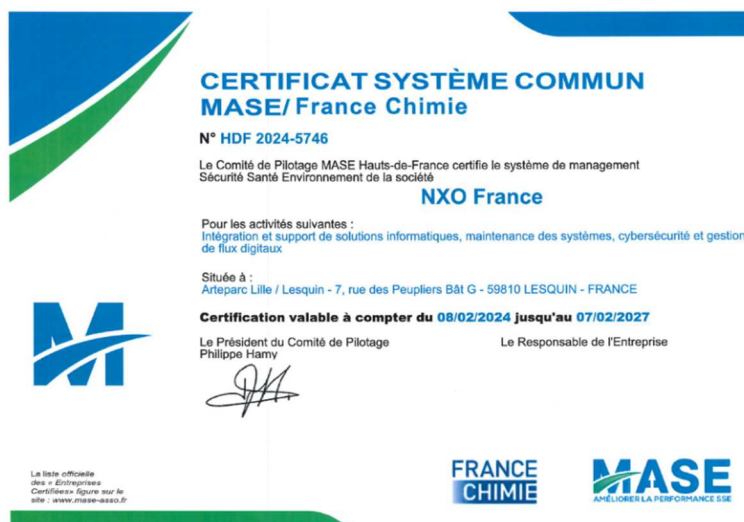 CERTIFICAT SYSTÈME COMMUN
MASE/ France Chimie
N° HDF 2024-5746
Le Comité de Pilotage MASE Hauts-de-France certifie le système de management
Sécurité Santé Environnement de la société
NXO France
Pour les activités suivantes :
Intégration et support de solutions informatiques, maintenance des systèmes, cybersécurité et gestion
de flux digitaux
Située à :
Arteparc Lille / Lesquin - 7, rue des Peupliers Bât G - 59810 LESQUIN - FRANCE
Certification valable à compter du 08/02/2024 jusqu'au 07/02/2027
Le Président du Comité de Pilotage
Philippe Hamy
Le Responsable de l'Entreprise
La liste officielle
des « Entreprises
Certifiées» figure sur le
site : www.mase-asso.fr
FRANCE
CHIMIE
MASE
AMÉLIORER LA PERFORMANCE SSE